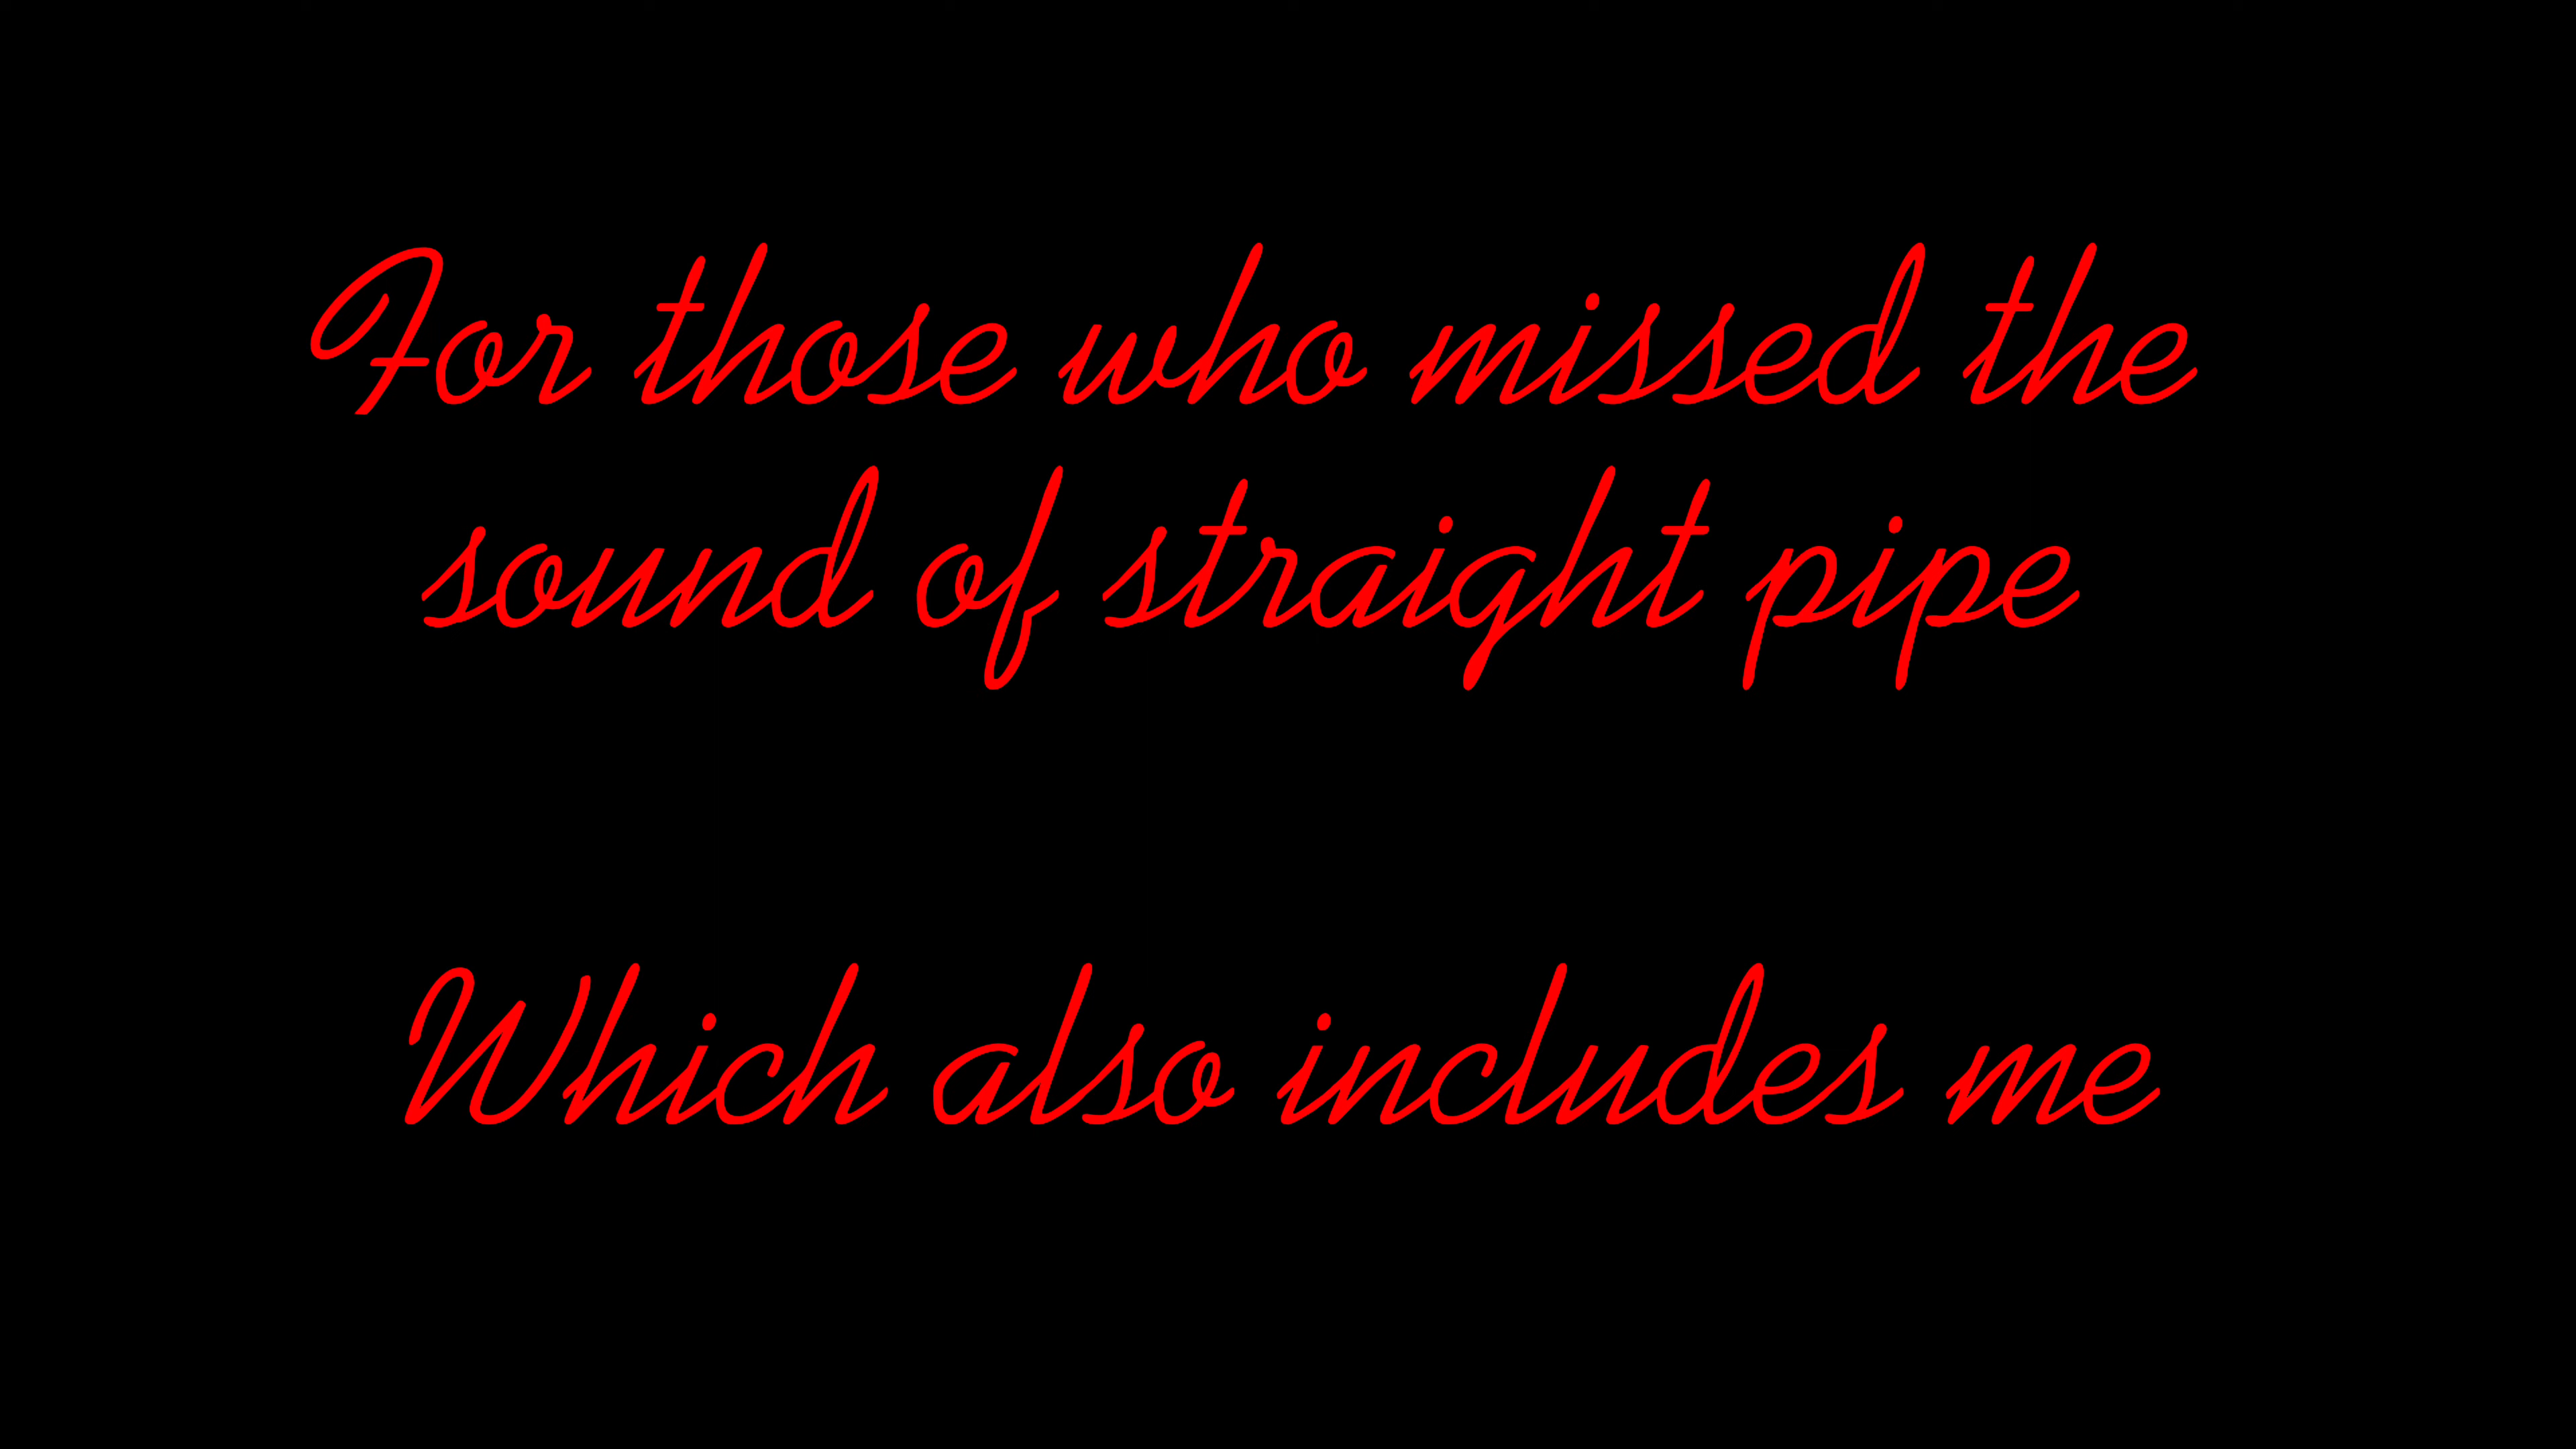 For those who missed the
sound of straight pipe
Which also includes me